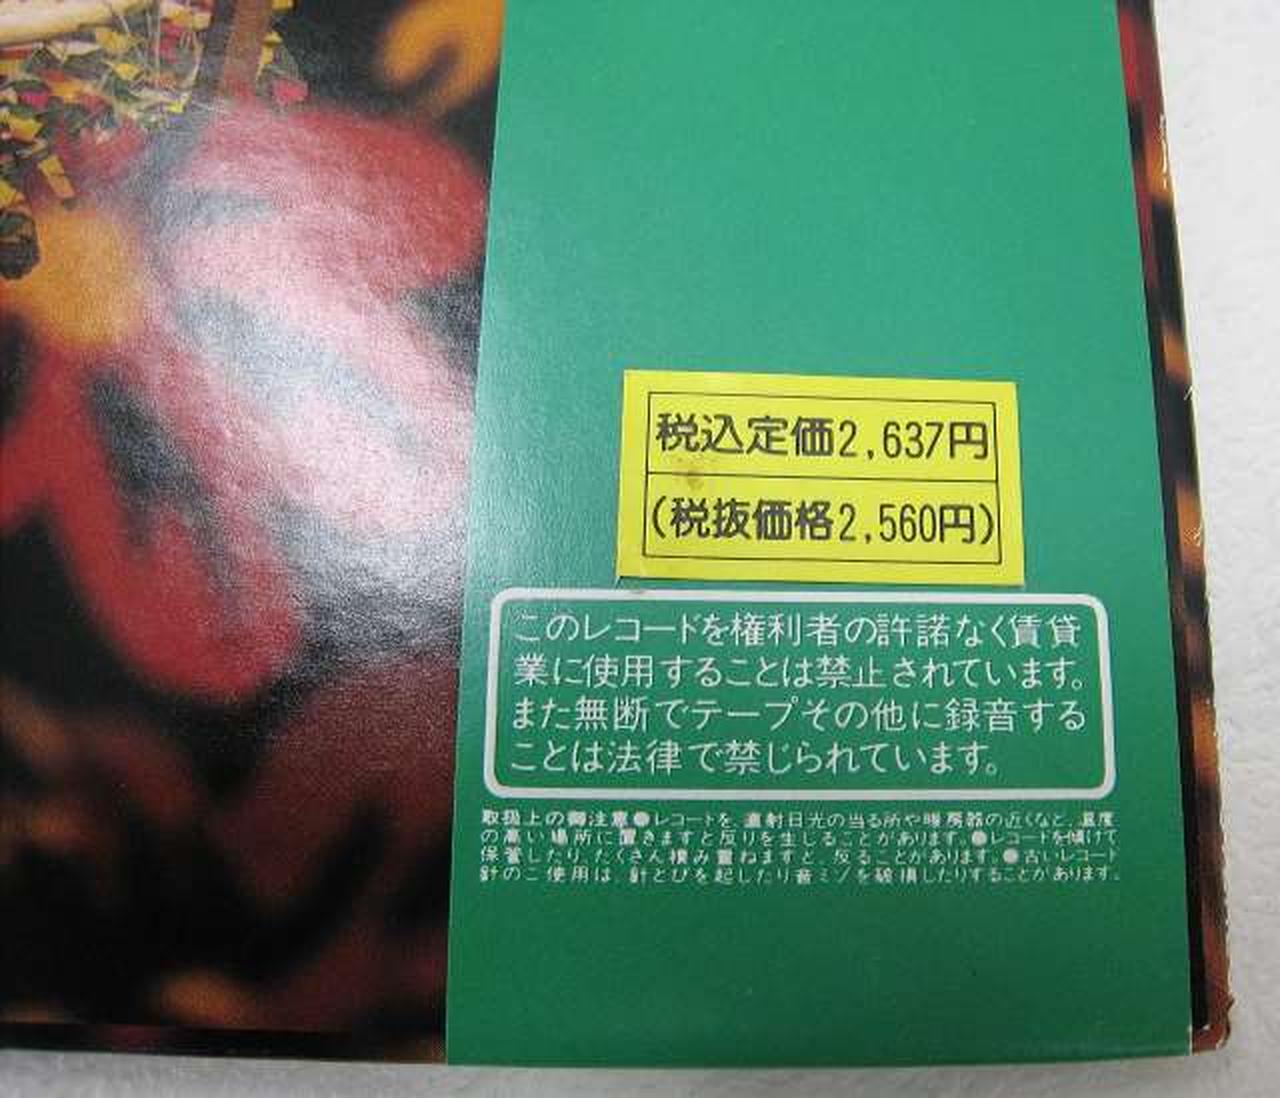 税込定価2,637円
(税抜価格2,560円)
このレコードを権利者の許諾なく賃貸
業に使用することは禁止されています。
また無断でテープその他に録音する
ことは法律で禁じられています。
取扱上の御注意●レコードを、直射日光の当る所や暖房器の近くなど、温度
の高い場所に置きますと反りを生じることがあります。●レコードを傾けて
保管したり、たくさん積み重ねますと、反ることがあります。●古いレコード
針のご使用は、針とびを起したり音ミゾを破損したりすることがあります。